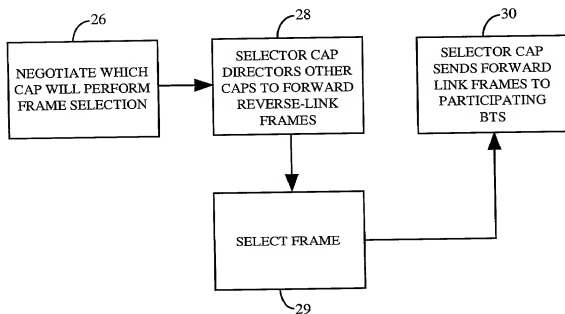 26
NEGOTIATE WHICH
CAP WILL PERFORM
FRAME SELECTION
28
SELECTOR CAP
DIRECTORS OTHER
CAPS TO FORWARD
REVERSE-LINK
FRAMES
30
SELECTOR CAP
SENDS FORWARD
LINK FRAMES TO
PARTICIPATING
BTS
SELECT FRAME
29